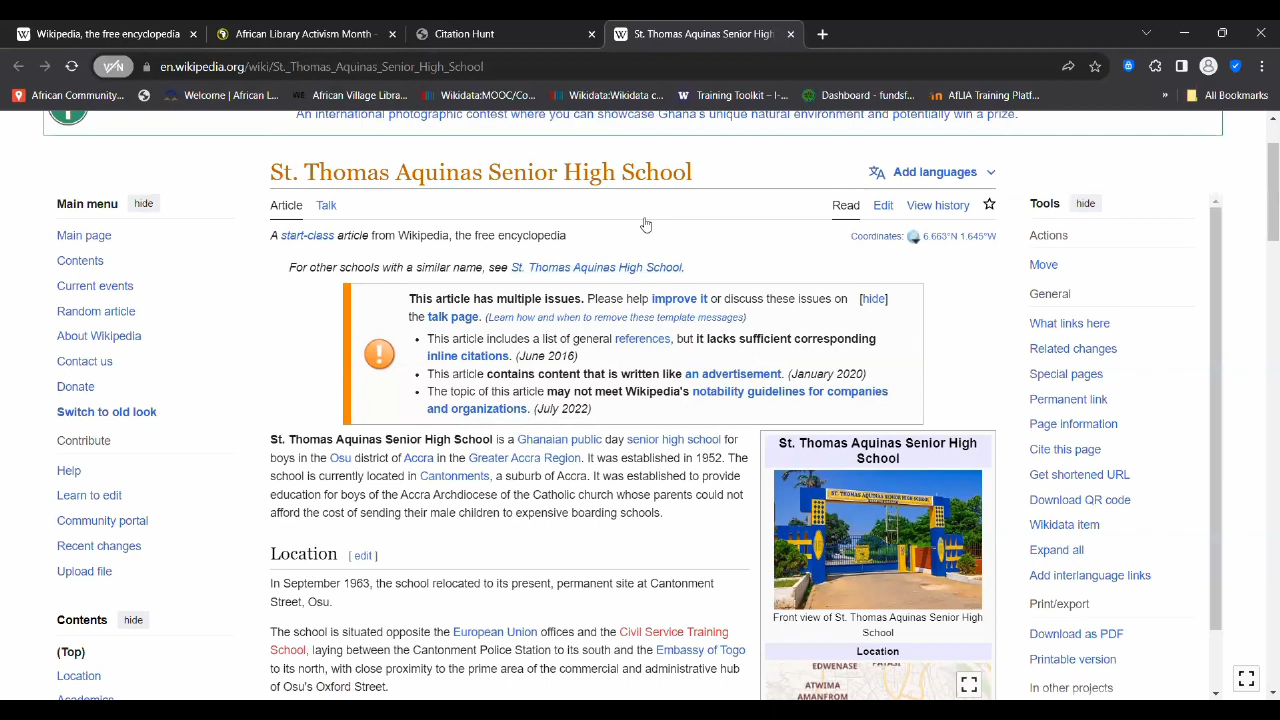 Wikipedia, the free encyclopedia
African Library Activism Month -
Citation Hunt
St. Thomas Aquinas Senior High
en.wikipedia.org/wiki/St._Thomas_Aquinas_Senior_High_School
African Community...
Welcome | African L...
African Village Libra...
Wikidata:MOOC/Co...
Wikidata:Wikidata c...
Training Toolkit – I-...
Dashboard - fundsf...
AfLIA Training Platf...
»
All Bookmarks
An international photographic contest where you can showcase Ghana's unique natural environment and potentially win a prize.
St. Thomas Aquinas Senior High School
Add languages
Article Talk
Read Edit View history
A start-class article from Wikipedia, the free encyclopedia
Coordinates: 6.663°N 1.645°W
For other schools with a similar name, see St. Thomas Aquinas High School.
This article has multiple issues. Please help improve it or discuss these issues on [hide]
the talk page. (Learn how and when to remove these template messages)
• This article includes a list of general references, but it lacks sufficient corresponding
inline citations. (June 2016)
• This article contains content that is written like an advertisement. (January 2020)
• The topic of this article may not meet Wikipedia's notability guidelines for companies
and organizations. (July 2022)
St. Thomas Aquinas Senior High School is a Ghanaian public day senior high school for
boys in the Osu district of Accra in the Greater Accra Region. It was established in 1952. The
school is currently located in Cantonments, a suburb of Accra. It was established to provide
education for boys of the Accra Archdiocese of the Catholic church whose parents could not
afford the cost of sending their male children to expensive boarding schools.
Location [ edit ]
In September 1963, the school relocated to its present, permanent site at Cantonment
Street, Osu.
The school is situated opposite the European Union offices and the Civil Service Training
School, laying between the Cantonment Police Station to its south and the Embassy of Togo
to its north, with close proximity to the prime area of the commercial and administrative hub
of Osu's Oxford Street.
St. Thomas Aquinas Senior High
School
ST. THOMAS AQUINAS SENIOR HIGH SCHOOL
Front view of St. Thomas Aquinas Senior High
School
Location
EDWENASE
ATWIMA
AMANFROM
Main menu hide
Main page
Contents
Current events
Random article
About Wikipedia
Contact us
Donate
Switch to old look
Contribute
Help
Learn to edit
Community portal
Recent changes
Upload file
Contents hide
(Top)
Location
Academics
Tools hide
Actions
Move
General
What links here
Related changes
Special pages
Permanent link
Page information
Cite this page
Get shortened URL
Download QR code
Wikidata item
Expand all
Add interlanguage links
Print/export
Download as PDF
Printable version
In other projects